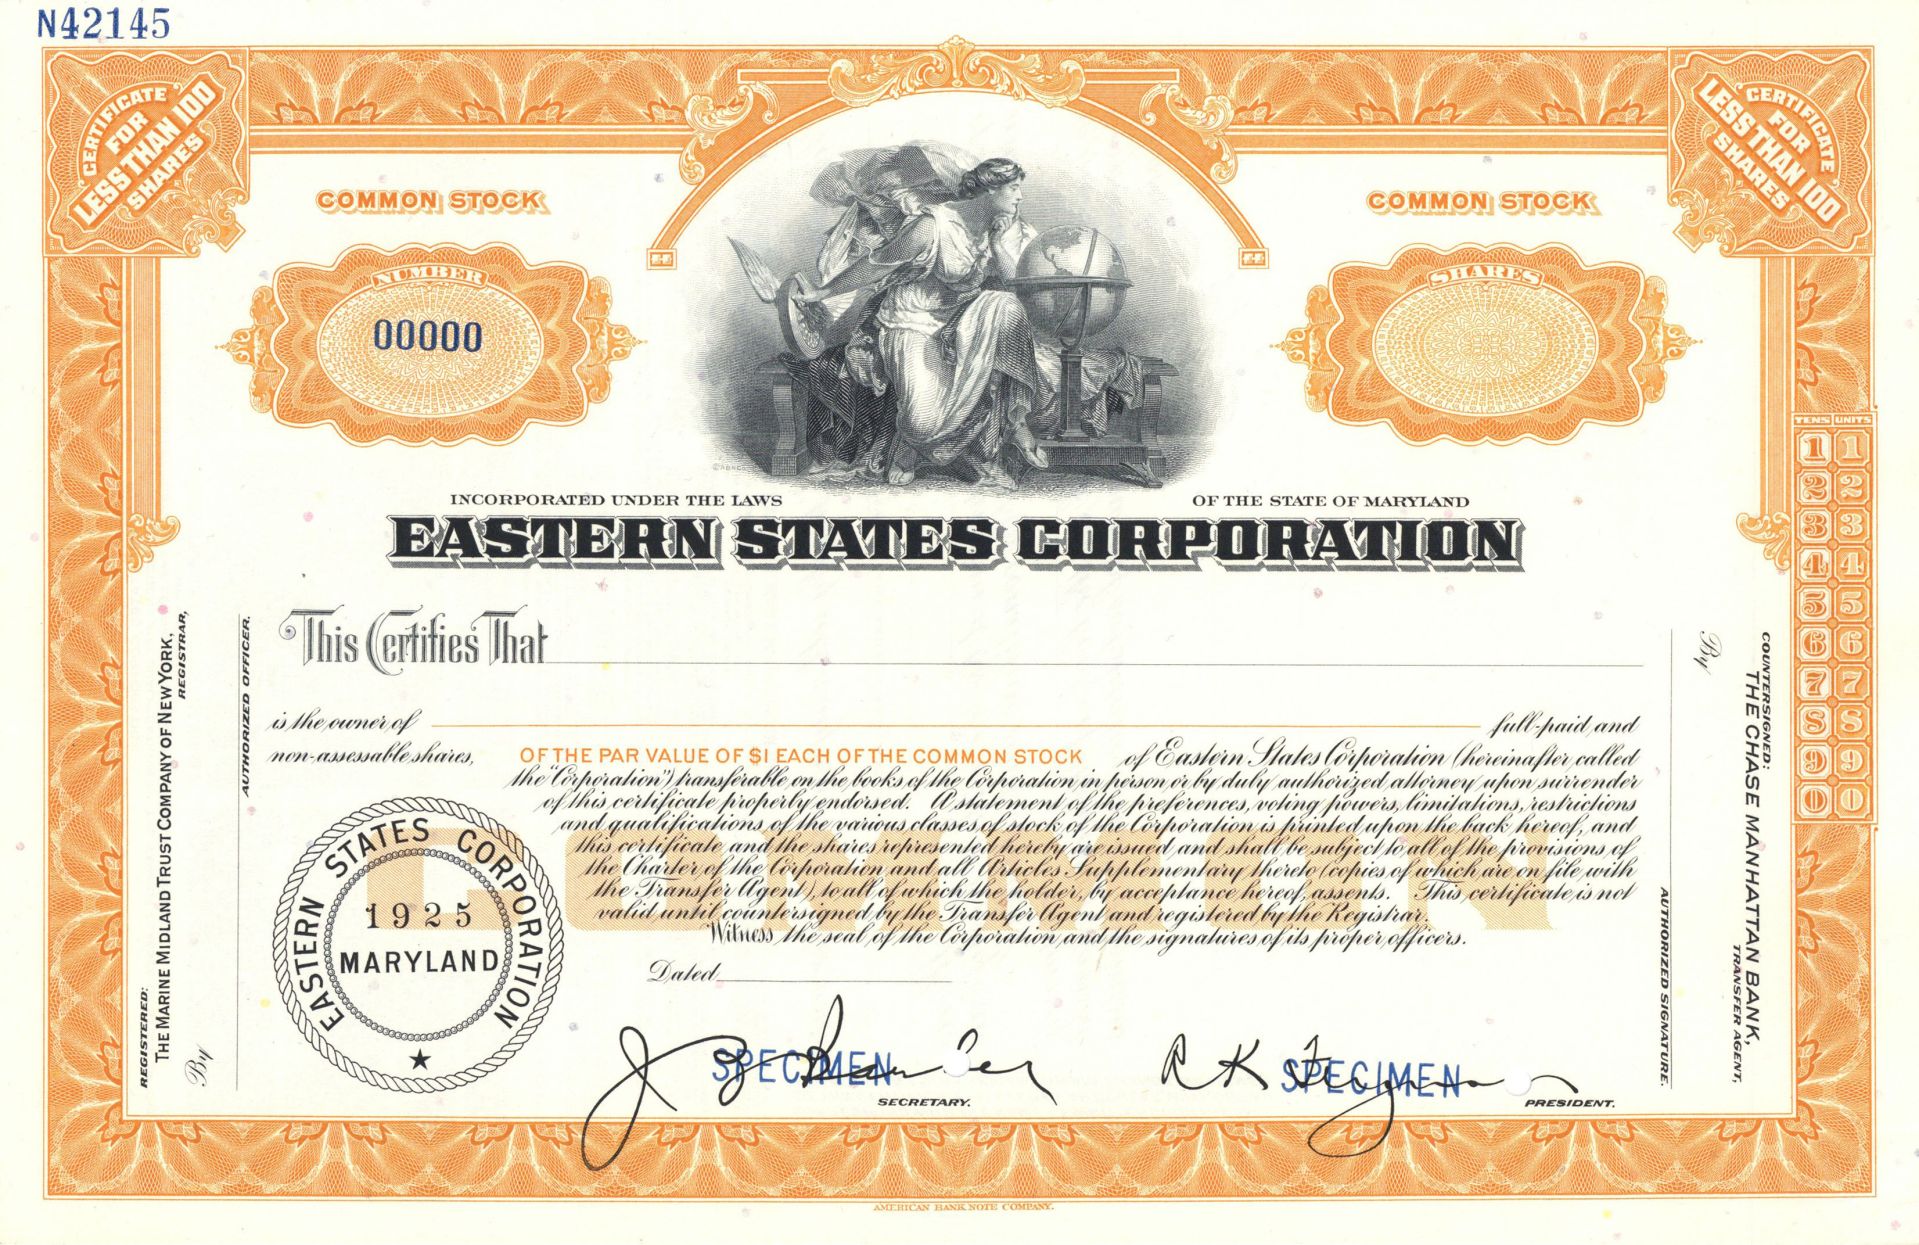 N42145
CERTIFICATE
FOR
LESS THAN 100
SHARES
CERTIFICATE
FOR
LESS THAN 100
SHARES
COMMON STOCK
COMMON STOCK
NUMBER
00000
SHARES
INCORPORATED UNDER THE LAWS OF THE STATE OF MARYLAND
EASTERN STATES CORPORATION
This Certifies That
is the owner of full-paid and
non-assessable shares, OF THE PAR VALUE OF $1 EACH OF THE COMMON STOCK of Eastern States Corporation (hereinafter called
the "Corporation") transferable on the books of the Corporation in person or by duly authorized attorney upon surrender
of this certificate properly endorsed. A statement of the preferences, voting powers, limitations, restrictions
and qualifications of the various classes of stock of the Corporation is printed upon the back hereof, and
this certificate and the shares represented hereby are issued and shall be subject to all of the provisions of
the Charter of the Corporation and all Articles Supplementary thereto (copies of which are on file with
the Transfer Agent), to all of which the holder, by acceptance hereof, assents. This certificate is not
valid until countersigned by the Transfer Agent and registered by the Registrar.
Witness the seal of the Corporation and the signatures of its proper officers.
Dated
EASTERN STATES CORPORATION
1925
MARYLAND
SPECIMEN
SECRETARY.
SPECIMEN
PRESIDENT.
REGISTERED:
THE MARINE MIDLAND TRUST COMPANY OF NEW YORK,
REGISTRAR,
By
AUTHORIZED OFFICER.
COUNTERSIGNED:
THE CHASE MANHATTAN BANK,
TRANSFER AGENT,
By
AUTHORIZED SIGNATURE.
TENS UNITS
1 1
2 2
3 3
4 4
5 5
6 6
7 7
8 8
9 9
0 0
AMERICAN BANK NOTE COMPANY.